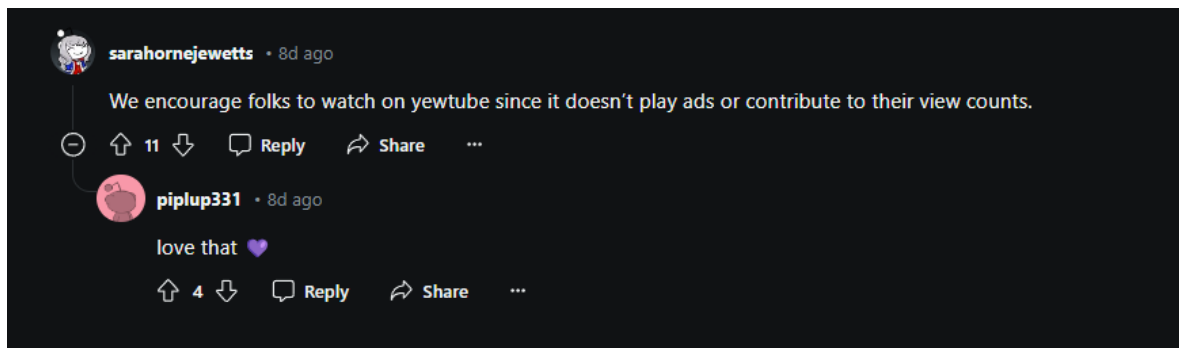 sarahornejewetts • 8d ago
We encourage folks to watch on yewtube since it doesn’t play ads or contribute to their view counts.
11 Reply Share ...
piplup331 • 8d ago
love that 💜
4 Reply Share ...